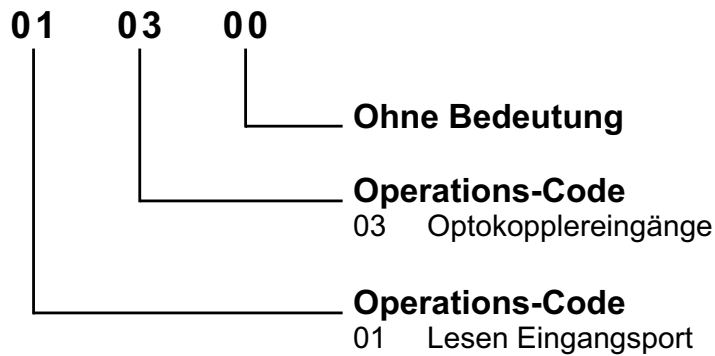 01 03 00
Ohne Bedeutung
Operations-Code
03 Optokopplereingänge
Operations-Code
01 Lesen Eingangsport